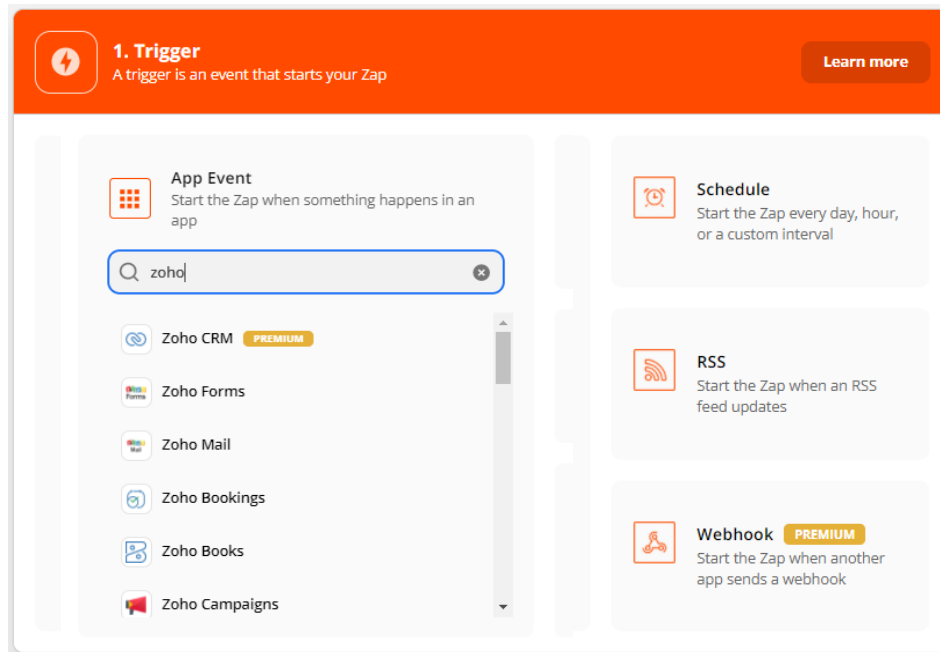 1. Trigger
A trigger is an event that starts your Zap
Learn more
App Event
Start the Zap when something happens in an
app
zoho
Zoho CRM PREMIUM
Forms
Zoho Forms
Mail
Zoho Mail
Zoho Bookings
Zoho Books
Zoho Campaigns
Schedule
Start the Zap every day, hour,
or a custom interval
RSS
Start the Zap when an RSS
feed updates
Webhook PREMIUM
Start the Zap when another
app sends a webhook